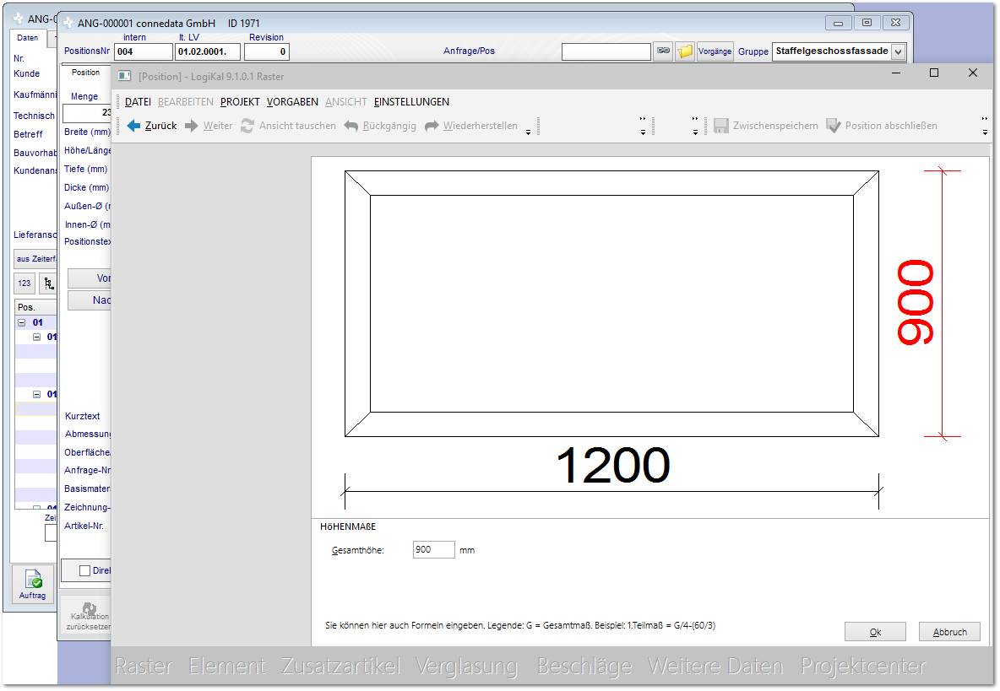 ANG-0
ANG-000001 connedata GmbH ID 1971
Daten
Nr.
Kunde
Kaufmänni
Technisch
Betreff
Bauvorhab
Kundenans
Lieferansc
aus Zeiterfa
123
Pos.
01
01
01
01
Zei
Auftrag
intern lt. LV Revision
PositionsNr 004 01.02.0001. 0 Anfrage/Pos Vorgänge Gruppe Staffelgeschossfassade
Position
Menge
23
Breite (mm)
Höhe/Länge
Tiefe (mm)
Dicke (mm)
Außen-Ø (r
Innen-Ø (m
Positionstex
Vor
Nac
Kurztext
Abmessung
Oberfläche/
Anfrage-Nr
Basismater
Zeichnung-
Artikel-Nr.
Direk
Kalkulation
zurücksetzen
[Position] - LogiKal 9.1.0.1 Raster
DATEI BEARBEITEN PROJEKT VORGABEN ANSICHT EINSTELLUNGEN
Zurück Weiter Ansicht tauschen Rückgängig Wiederherstellen Zwischenspeichern Position abschließen
900
1200
HöHENMAßE
Gesamthöhe: 900 mm
Sie können hier auch Formeln eingeben. Legende: G = Gesamtmaß. Beispiel: 1.Teilmaß = G/4-(60/3)
Ok Abbruch
Raster Element Zusatzartikel Verglasung Beschläge Weitere Daten Projektcenter